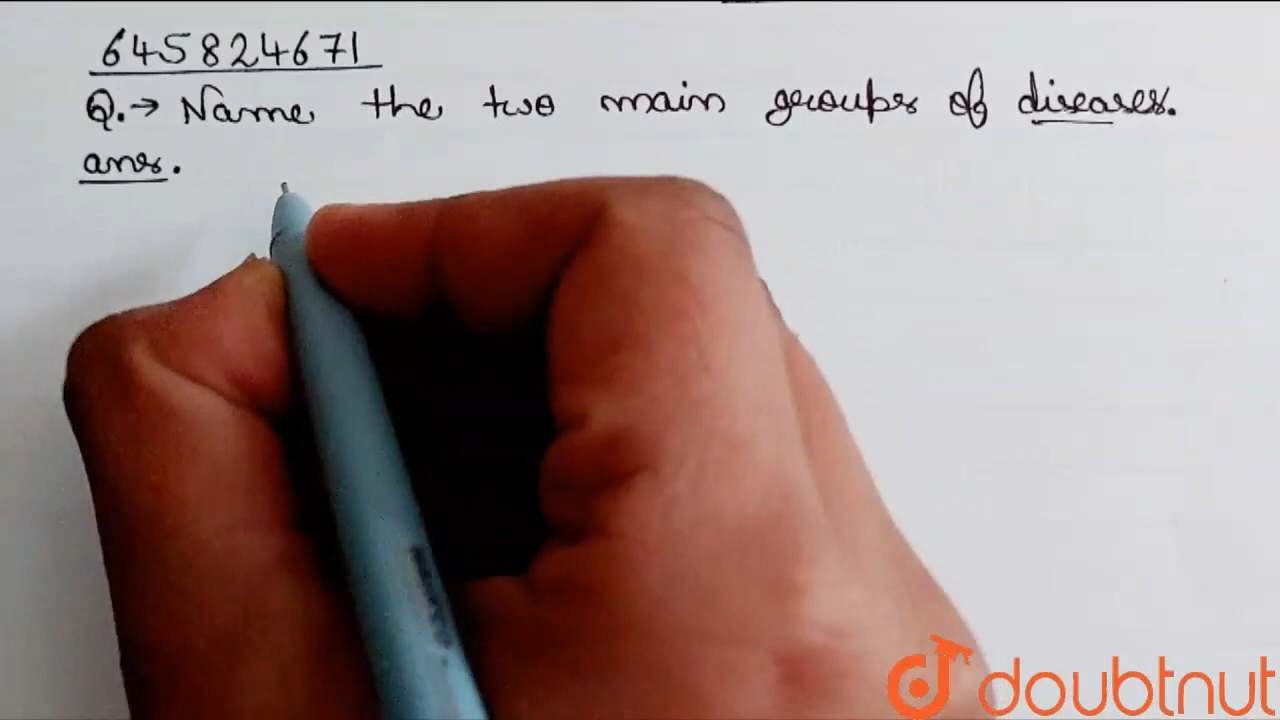 645824671
Q.→ Name the two main groups of diseases.
ans.
doubtnut